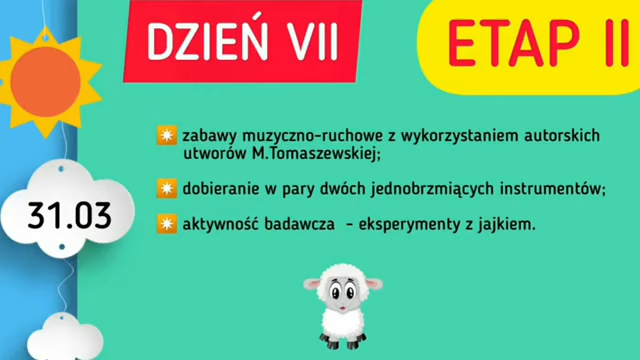 DZIEŃ VII
ETAP II
31.03
zabawy muzyczno-ruchowe z wykorzystaniem autorskich
utworów M.Tomaszewskiej;
dobieranie w pary dwóch jednobrzmiących instrumentów;
aktywność badawcza - eksperymenty z jajkiem.